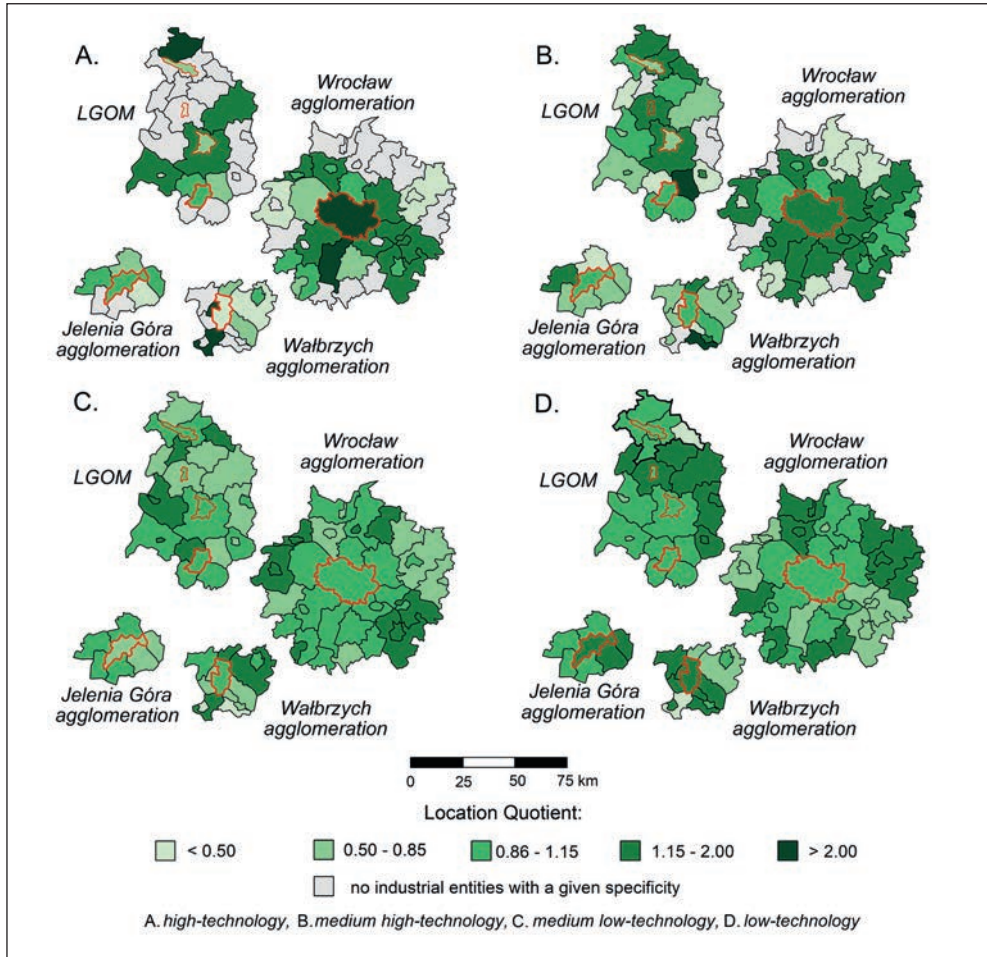 A.
Wrocław
agglomeration
LGOM
Jelenia Góra
agglomeration
Wałbrzych
agglomeration
B.
Wrocław
agglomeration
LGOM
Jelenia Góra
agglomeration
Wałbrzych
agglomeration
C.
Wrocław
agglomeration
LGOM
Jelenia Góra
agglomeration
Wałbrzych
agglomeration
D.
Wrocław
agglomeration
LGOM
Jelenia Góra
agglomeration
Wałbrzych
agglomeration
0 25 50 75 km
Location Quotient:
< 0.50 0.50 - 0.85 0.86 - 1.15 1.15 - 2.00 > 2.00
no industrial entities with a given specificity
A. high-technology, B. medium high-technology, C. medium low-technology, D. low-technology